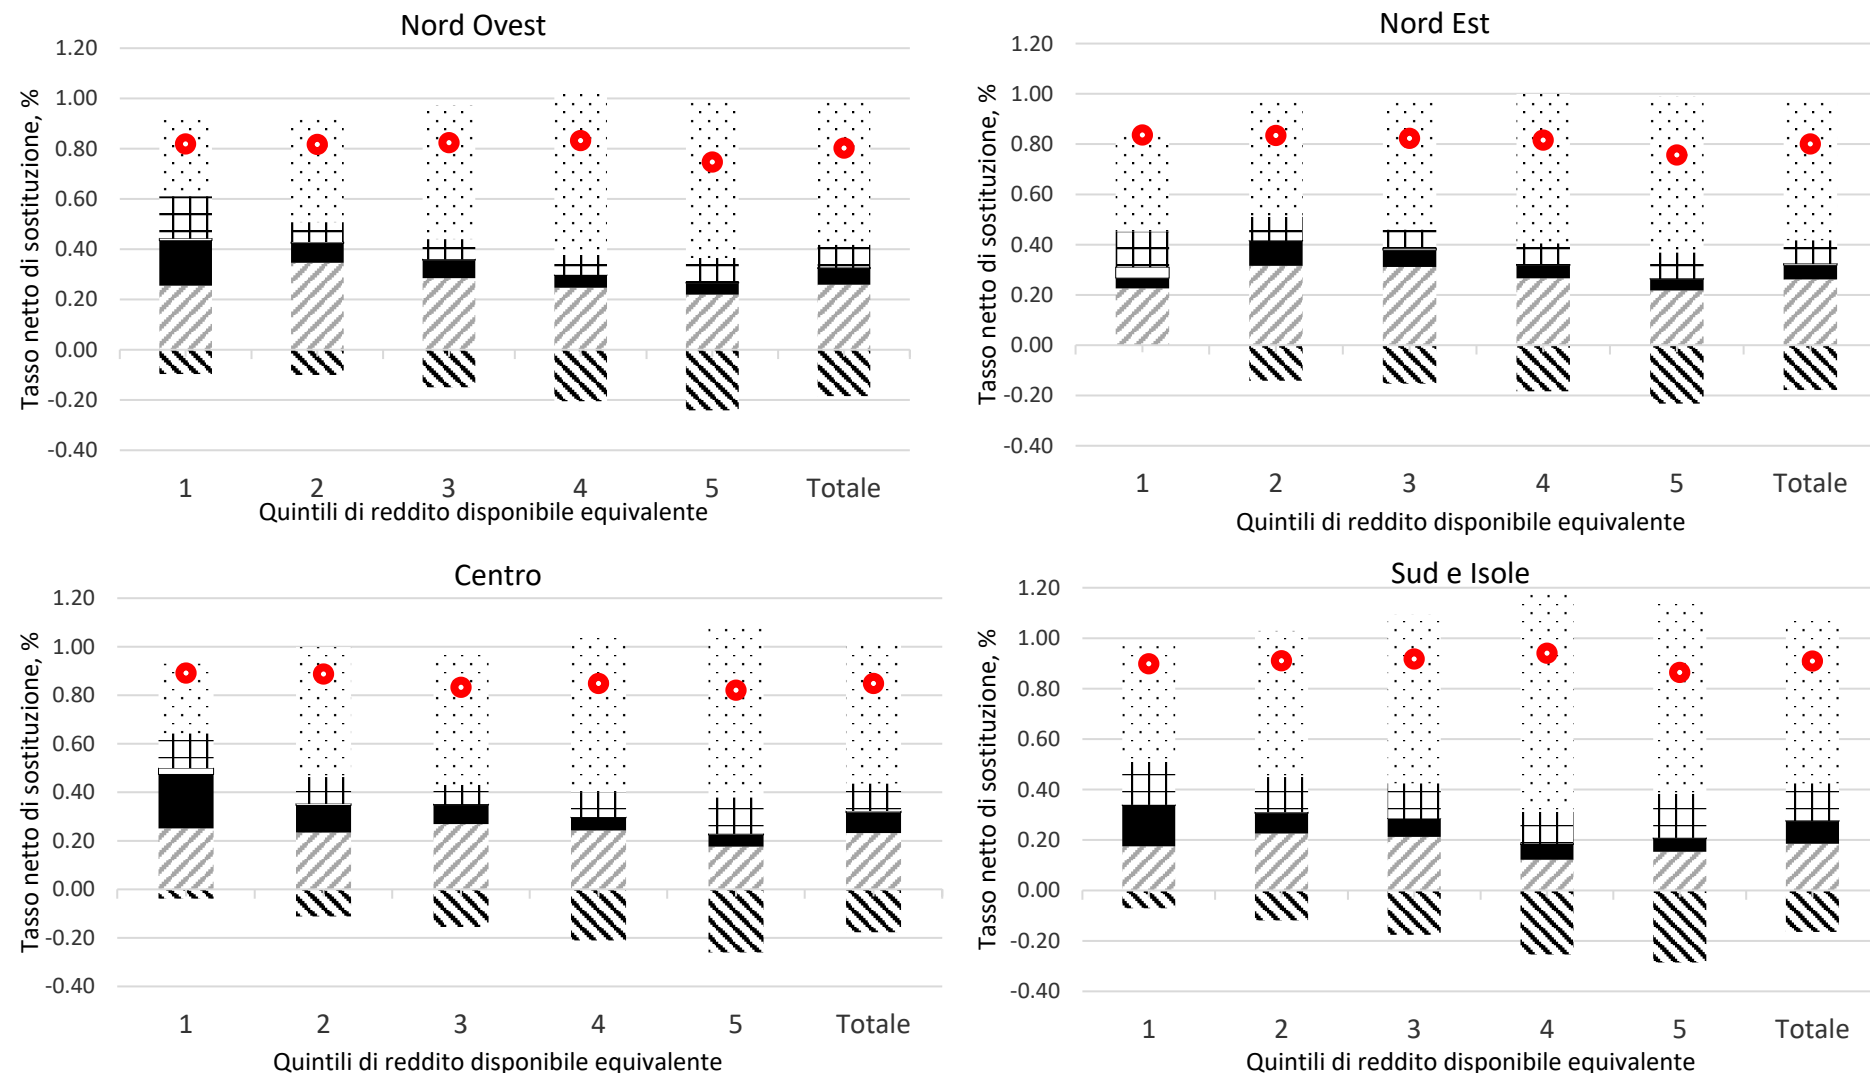 Nord Ovest
Tasso netto di sostituzione, %
1.20
1.00
0.80
0.60
0.40
0.20
0.00
-0.20
-0.40
1 2 3 4 5 Totale
Quintili di reddito disponibile equivalente
Nord Est
Tasso netto di sostituzione, %
1.20
1.00
0.80
0.60
0.40
0.20
0.00
-0.20
-0.40
1 2 3 4 5 Totale
Quintili di reddito disponibile equivalente
Centro
Tasso netto di sostituzione, %
1.20
1.00
0.80
0.60
0.40
0.20
0.00
-0.20
-0.40
1 2 3 4 5 Totale
Quintili di reddito disponibile equivalente
Sud e Isole
Tasso netto di sostituzione, %
1.20
1.00
0.80
0.60
0.40
0.20
0.00
-0.20
-0.40
1 2 3 4 5 Totale
Quintili di reddito disponibile equivalente